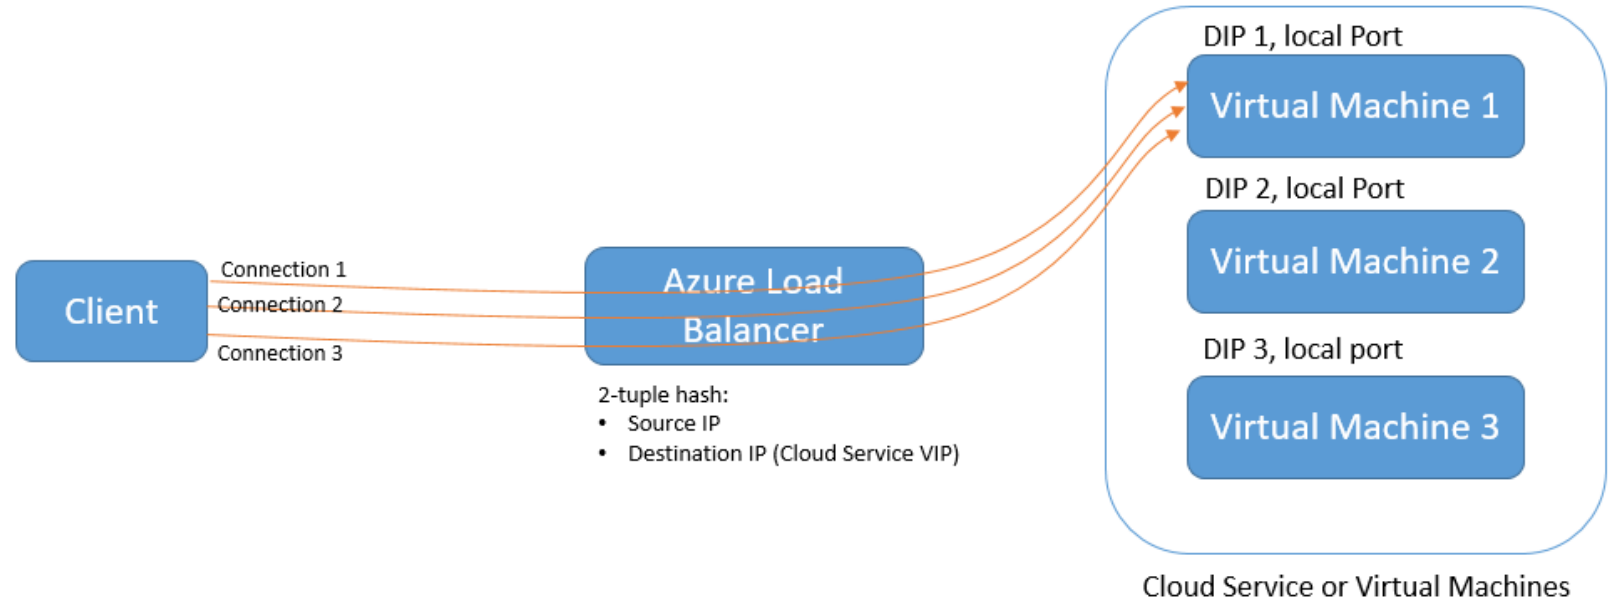 DIP 1, local Port
Virtual Machine 1
DIP 2, local Port
Virtual Machine 2
DIP 3, local port
Virtual Machine 3
Cloud Service or Virtual Machines
Client
Connection 1
Connection 2
Connection 3
Azure Load
Balancer
2-tuple hash:
• Source IP
• Destination IP (Cloud Service VIP)